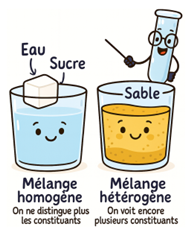 Eau
Sucre
Sable
Mélange
homogène
On ne distingue plus
les constituants
Mélange
hétérogène
On voit encore
plusieurs constituants